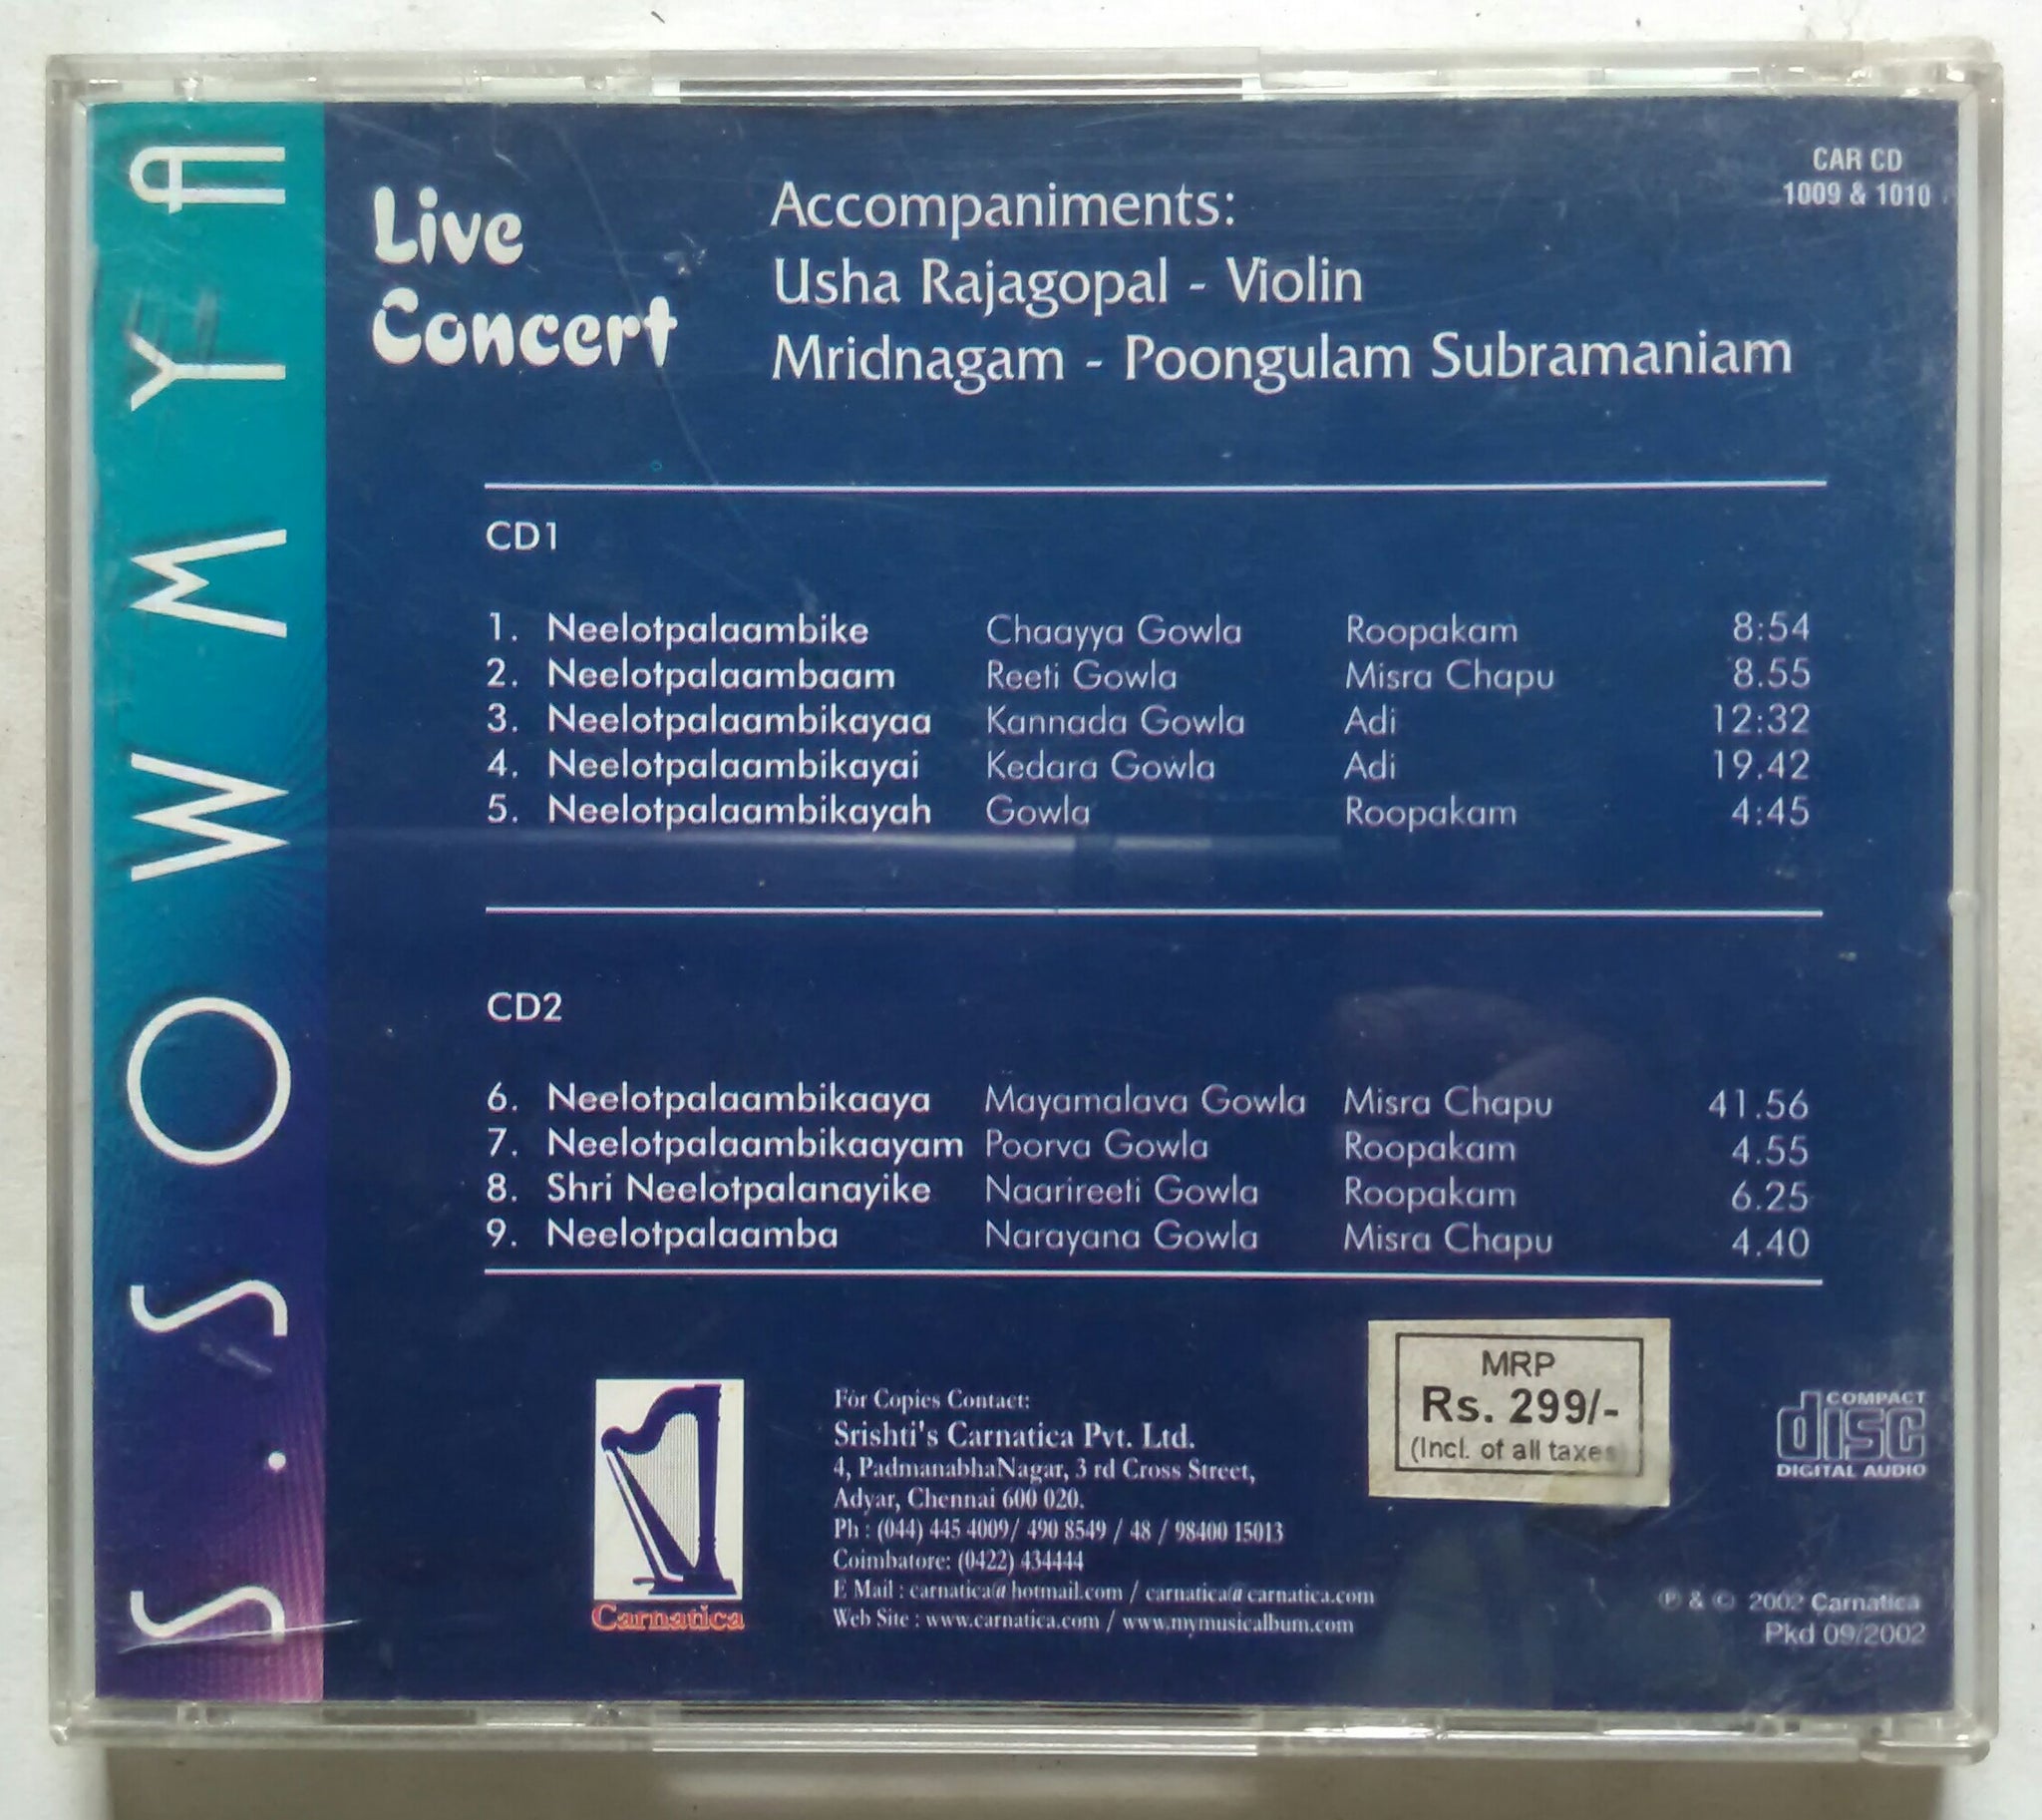 S. SOWMYA
Live
Concert
Accompaniments:
Usha Rajagopal - Violin
Mridnagam - Poongulam Subramaniam
CAR CD
1009 & 1010
CD1
1. Neelotpalaambike Chaayya Gowla Roopakam 8:54
2. Neelotpalaambaam Reeti Gowla Misra Chapu 8.55
3. Neelotpalaambikayaa Kannada Gowla Adi 12:32
4. Neelotpalaambikayai Kedara Gowla Adi 19.42
5. Neelotpalaambikayah Gowla Roopakam 4:45
CD2
6. Neelotpalaambikaaya Mayamalava Gowla Misra Chapu 41.56
7. Neelotpalaambikaayam Poorva Gowla Roopakam 4.55
8. Shri Neelotpalanayike Naarireeti Gowla Roopakam 6.25
9. Neelotpalaamba Narayana Gowla Misra Chapu 4.40
Carnatica
For Copies Contact:
Srishti's Carnatica Pvt. Ltd.
4, PadmanabhaNagar, 3 rd Cross Street,
Adyar, Chennai 600 020.
Ph : (044) 445 4009/ 490 8549 / 48 / 98400 15013
Coimbatore: (0422) 434444
E Mail : carnatica@hotmail.com / carnatica@carnatica.com
Web Site : www.carnatica.com / www.mymusicalbum.com
MRP
Rs. 299/-
(Incl. of all taxes)
COMPACT
disc
DIGITAL AUDIO
℗ & © 2002 Carnatica
Pkd 09/2002